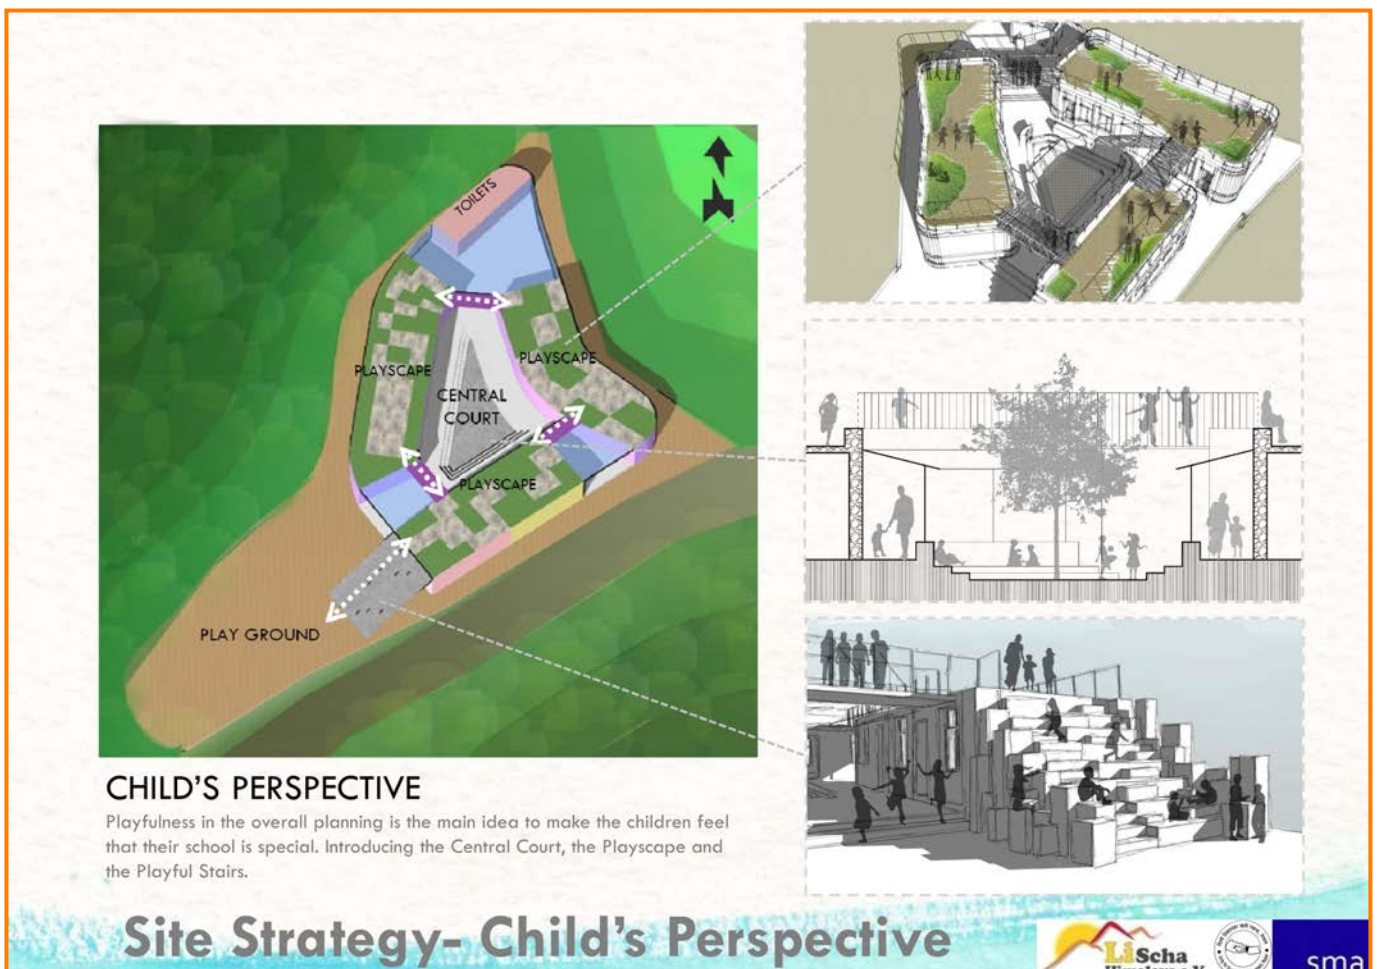 TOILETS
PLAYSCAPE
PLAYSCAPE
CENTRAL
COURT
PLAYSCAPE
PLAY GROUND
CHILD'S PERSPECTIVE
Playfulness in the overall planning is the main idea to make the children feel
that their school is special. Introducing the Central Court, the Playscape and
the Playful Stairs.
Site Strategy- Child's Perspective
LiScha
sma